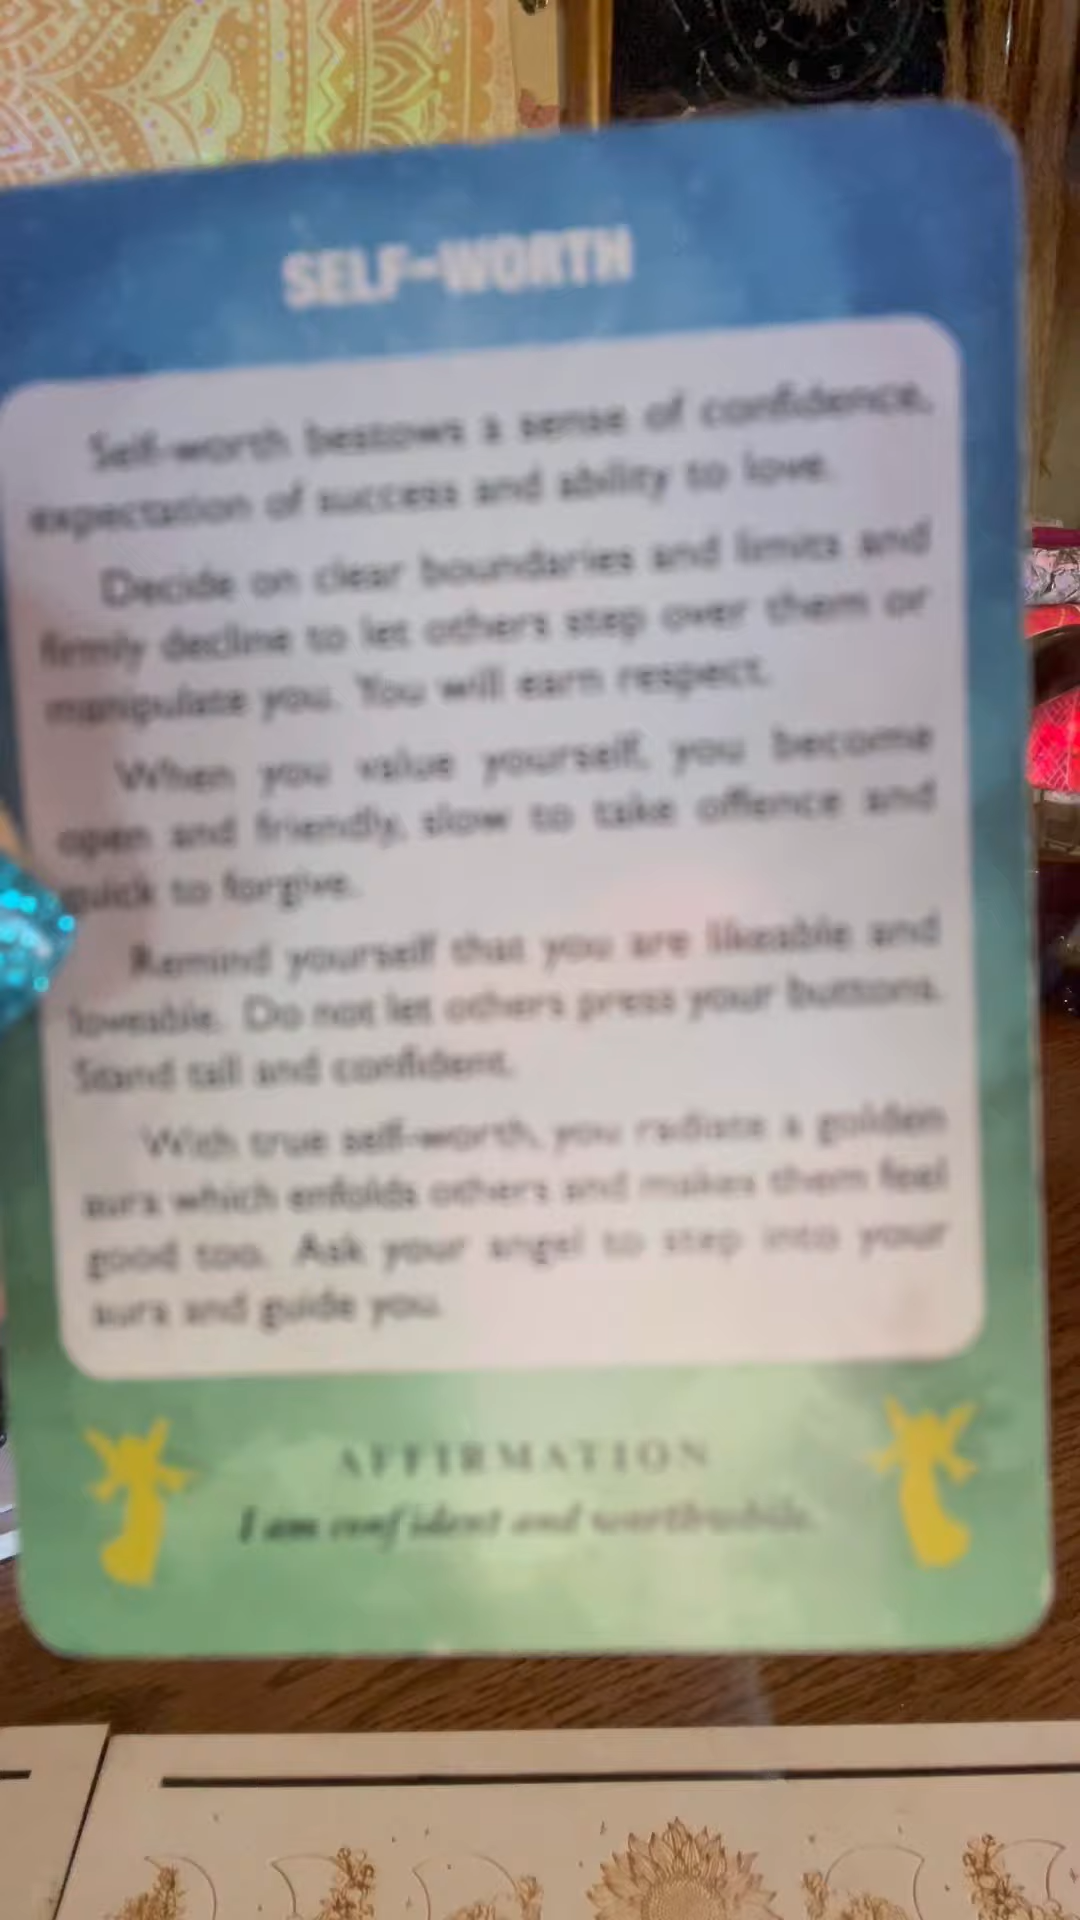 SELF-WORTH
Self-worth bestows a sense of confidence,
expectation of success and ability to love.
Decide on clear boundaries and limits and
firmly decline to let others step over them or
manipulate you. You will earn respect.
When you value yourself, you become
open and friendly, slow to take offence and
quick to forgive.
Remind yourself that you are likeable and
loveable. Do not let others press your buttons.
Stand tall and confident.
With true self-worth, you radiate a golden
aura which enfolds others and makes them feel
good too. Ask your angel to step into your
aura and guide you.
AFFIRMATION
I am confident and worthwhile.